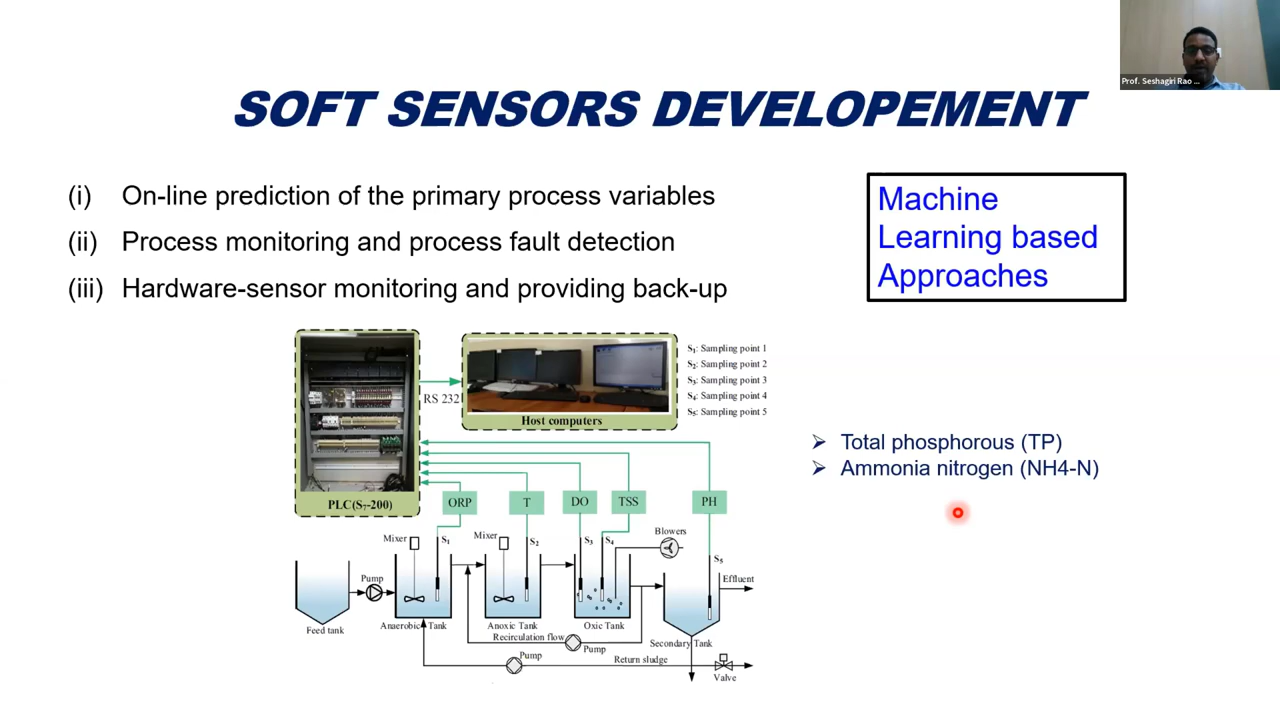 Prof. Seshagiri Rao ...
SOFT SENSORS DEVELOPEMENT
(i) On-line prediction of the primary process variables
(ii) Process monitoring and process fault detection
(iii) Hardware-sensor monitoring and providing back-up
Machine
Learning based
Approaches
S1: Sampling point 1
S2: Sampling point 2
S3: Sampling point 3
S4: Sampling point 4
S5: Sampling point 5
RS 232
Host computers
PLC(S7-200)
➢ Total phosphorous (TP)
➢ Ammonia nitrogen (NH4-N)
ORP
T
DO
TSS
PH
Mixer
S1
Mixer
S2
S3
S4
Blowers
S5
Pump
Effluent
Feed tank
Anaerobic Tank
Anoxic Tank
Oxic Tank
Recirculation flow
Pump
Secondary Tank
Pump
Return sludge
Valve